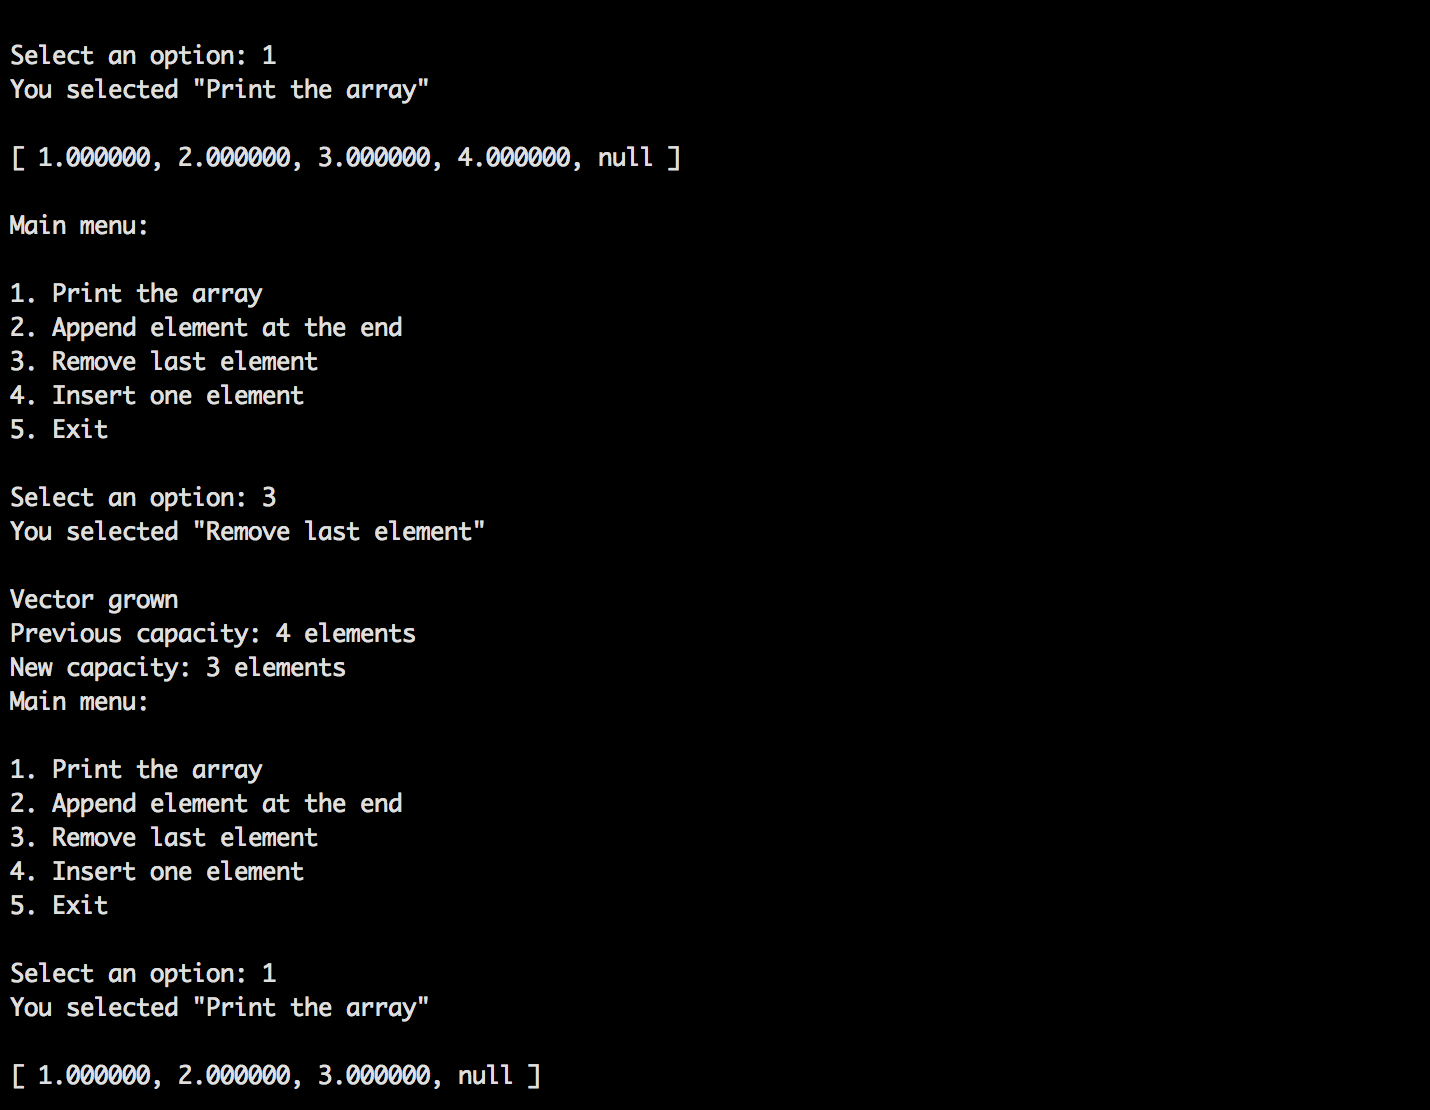 Select an option: 1
You selected "Print the array"
[ 1.000000, 2.000000, 3.000000, 4.000000, null ]
Main menu:
1. Print the array
2. Append element at the end
3. Remove last element
4. Insert one element
5. Exit
Select an option: 3
You selected "Remove last element"
Vector grown
Previous capacity: 4 elements
New capacity: 3 elements
Main menu:
1. Print the array
2. Append element at the end
3. Remove last element
4. Insert one element
5. Exit
Select an option: 1
You selected "Print the array"
[ 1.000000, 2.000000, 3.000000, null ]